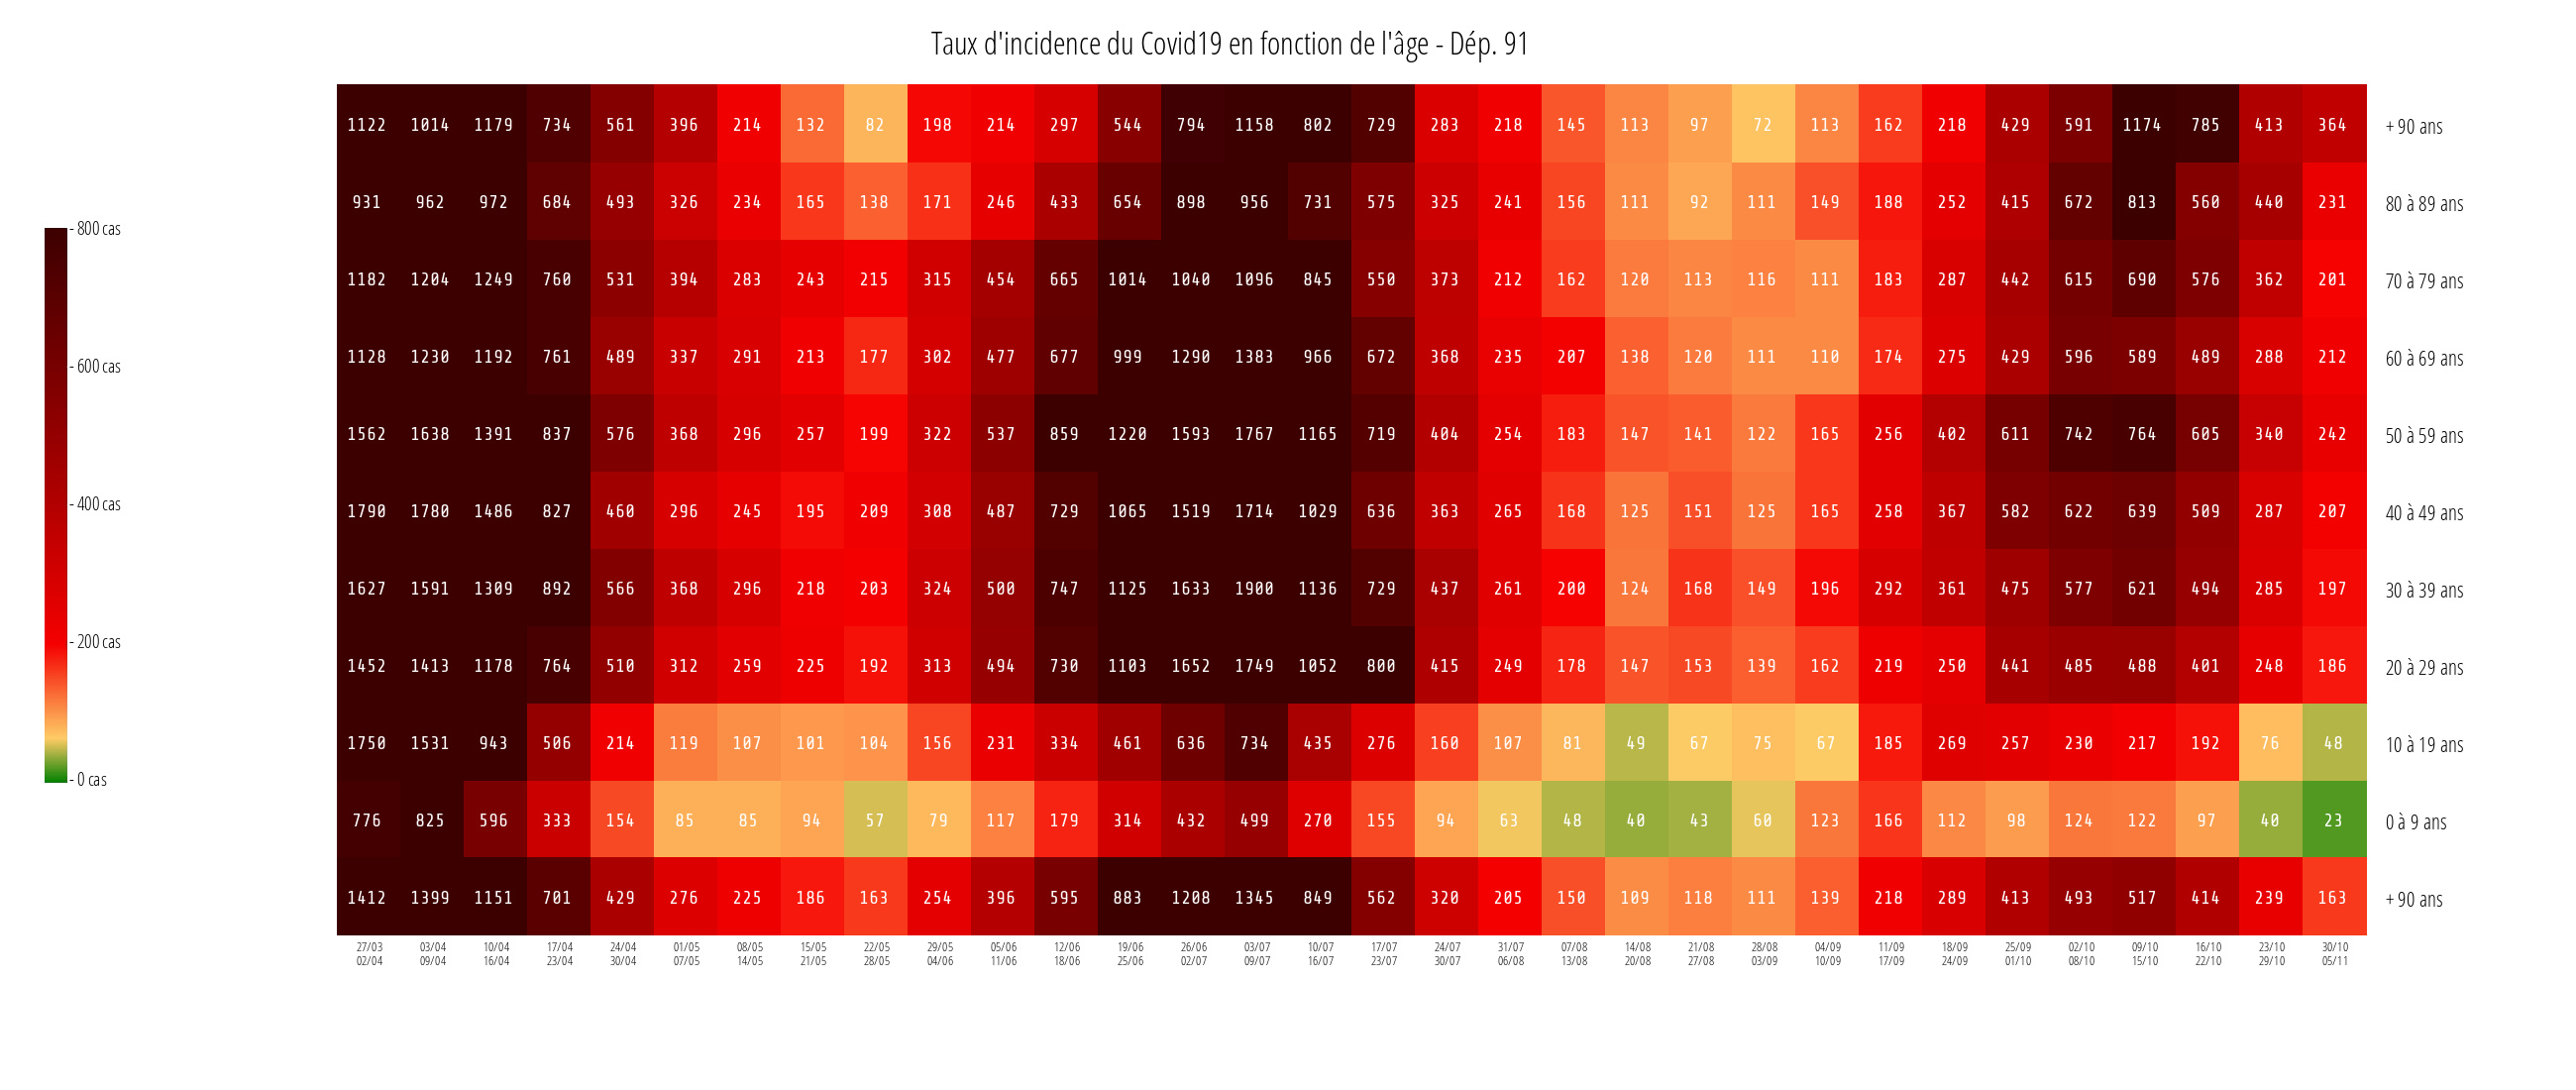 Taux d'incidence du Covid19 en fonction de l'âge - Dép. 91
- 800 cas
- 600 cas
- 400 cas
- 200 cas
- 0 cas
1122 1014 1179 734 561 396 214 132 82 198 214 297 544 794 1158 802 729 283 218 145 113 97 72 113 162 218 429 591 1174 785 413 364 + 90 ans
931 962 972 684 493 326 234 165 138 171 246 433 654 898 956 731 575 325 241 156 111 92 111 149 188 252 415 672 813 560 440 231 80 à 89 ans
1182 1204 1249 760 531 394 283 243 215 315 454 665 1014 1040 1096 845 550 373 212 162 120 113 116 111 183 287 442 615 690 576 362 201 70 à 79 ans
1128 1230 1192 761 489 337 291 213 177 302 477 677 999 1290 1383 966 672 368 235 207 138 120 111 110 174 275 429 596 589 489 288 212 60 à 69 ans
1562 1638 1391 837 576 368 296 257 199 322 537 859 1220 1593 1767 1165 719 404 254 183 147 141 122 165 256 402 611 742 764 605 340 242 50 à 59 ans
1790 1780 1486 827 460 296 245 195 209 308 487 729 1065 1519 1714 1029 636 363 265 168 125 151 125 165 258 367 582 622 639 509 287 207 40 à 49 ans
1627 1591 1309 892 566 368 296 218 203 324 500 747 1125 1633 1900 1136 729 437 261 200 124 168 149 196 292 361 475 577 621 494 285 197 30 à 39 ans
1452 1413 1178 764 510 312 259 225 192 313 494 730 1103 1652 1749 1052 800 415 249 178 147 153 139 162 219 250 441 485 488 401 248 186 20 à 29 ans
1750 1531 943 506 214 119 107 101 104 156 231 334 461 636 734 435 276 160 107 81 49 67 75 67 185 269 257 230 217 192 76 48 10 à 19 ans
776 825 596 333 154 85 85 94 57 79 117 179 314 432 499 270 155 94 63 48 40 43 60 123 166 112 98 124 122 97 40 23 0 à 9 ans
1412 1399 1151 701 429 276 225 186 163 254 396 595 883 1208 1345 849 562 320 205 150 109 118 111 139 218 289 413 493 517 414 239 163 + 90 ans
27/03 03/04 10/04 17/04 24/04 01/05 08/05 15/05 22/05 29/05 05/06 12/06 19/06 26/06 03/07 10/07 17/07 24/07 31/07 07/08 14/08 21/08 28/08 04/09 11/09 18/09 25/09 02/10 09/10 16/10 23/10 30/10
02/04 09/04 16/04 23/04 30/04 07/05 14/05 21/05 28/05 04/06 11/06 18/06 25/06 02/07 09/07 16/07 23/07 30/07 06/08 13/08 20/08 27/08 03/09 10/09 17/09 24/09 01/10 08/10 15/10 22/10 29/10 05/11